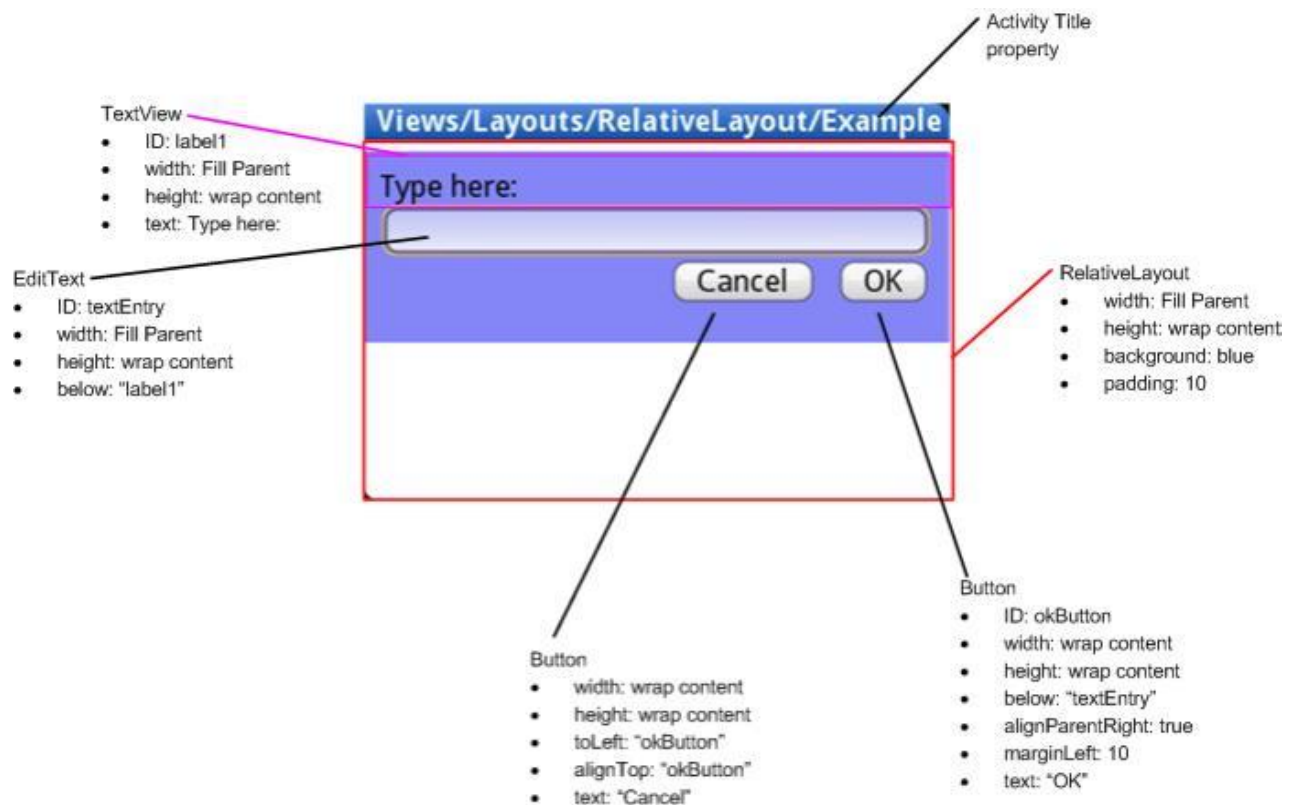 Activity Title
property
TextView
• ID: label1
• width: Fill Parent
• height: wrap content
• text: Type here:
Views/Layouts/RelativeLayout/Example
Type here:
Cancel
OK
EditText
• ID: textEntry
• width: Fill Parent
• height: wrap content
• below: “label1”
RelativeLayout
• width: Fill Parent
• height: wrap content
• background: blue
• padding: 10
Button
• width: wrap content
• height: wrap content
• toLeft: “okButton”
• alignTop: “okButton”
• text: “Cancel”
Button
• ID: okButton
• width: wrap content
• height: wrap content
• below: “textEntry”
• alignParentRight: true
• marginLeft: 10
• text: “OK”